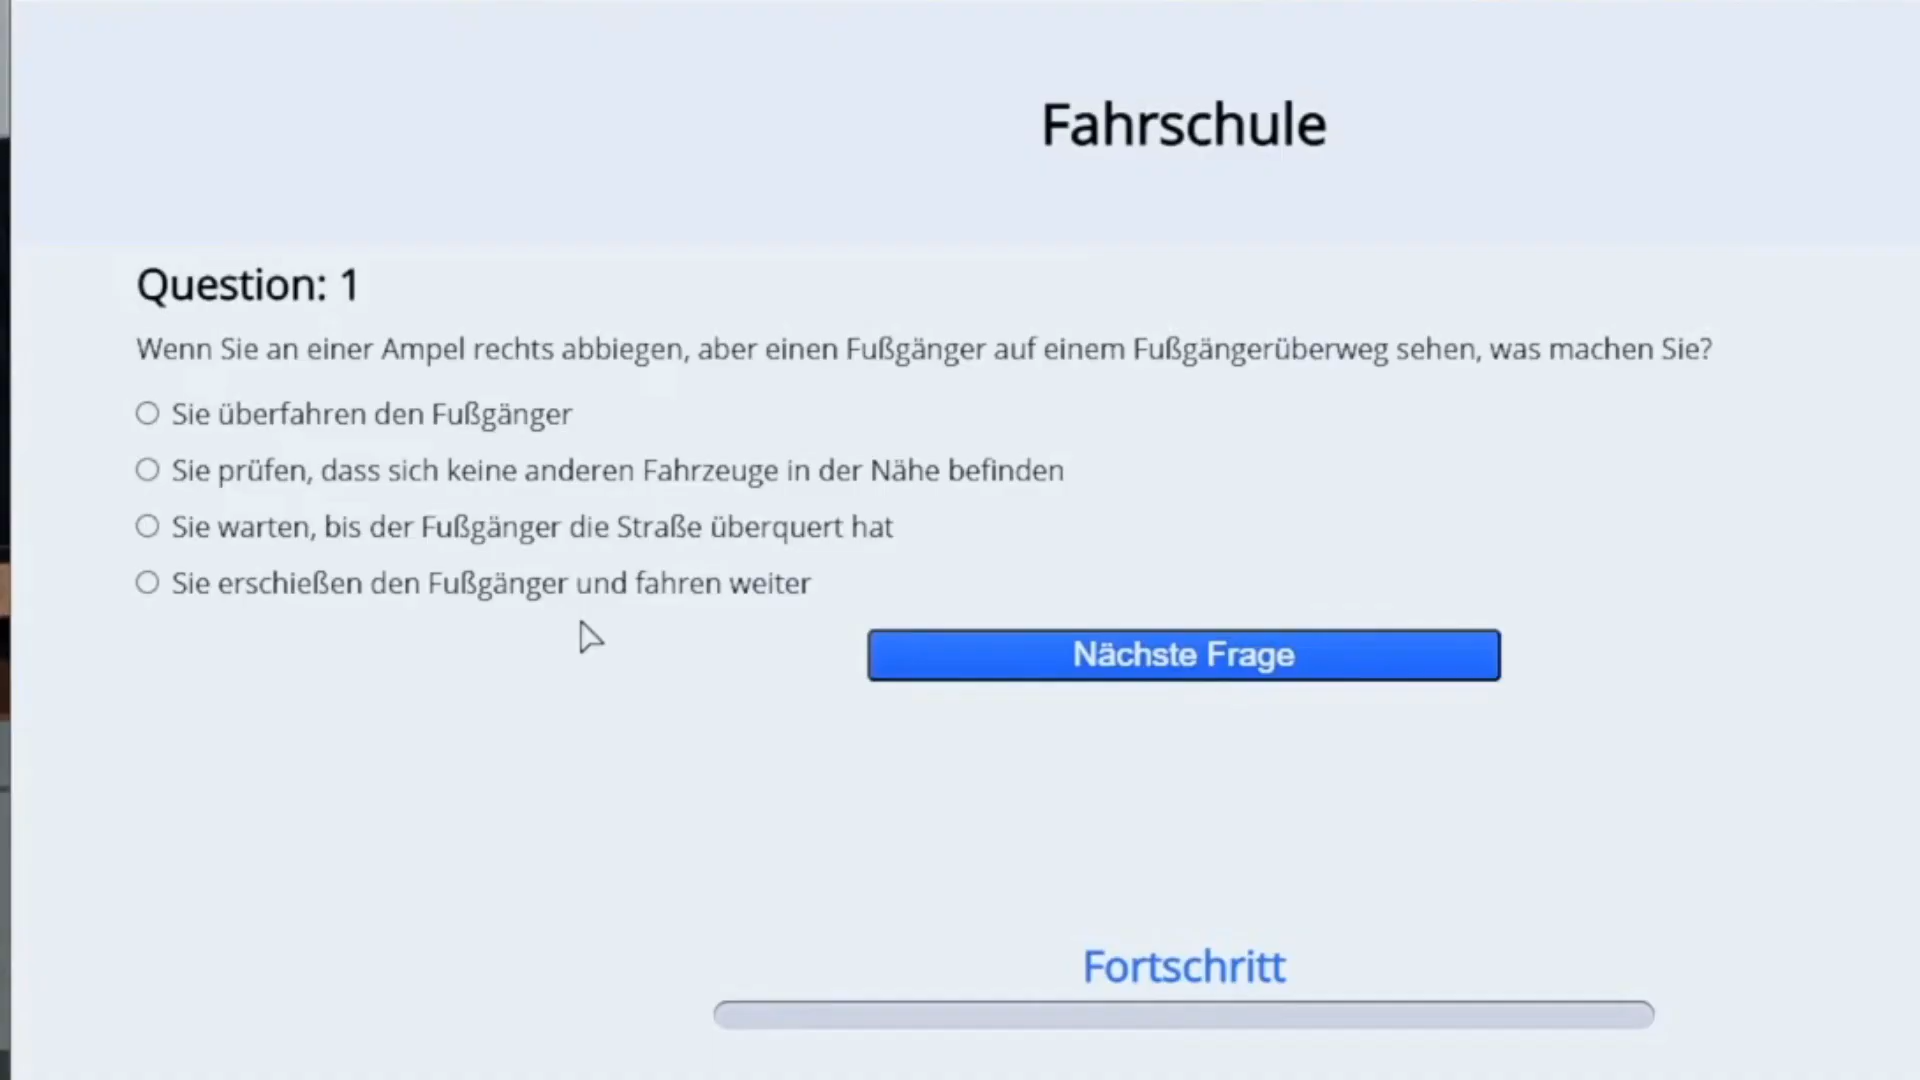 Fahrschule
Question: 1
Wenn Sie an einer Ampel rechts abbiegen, aber einen Fußgänger auf einem Fußgängerüberweg sehen, was machen Sie?
Sie überfahren den Fußgänger
Sie prüfen, dass sich keine anderen Fahrzeuge in der Nähe befinden
Sie warten, bis der Fußgänger die Straße überquert hat
Sie erschießen den Fußgänger und fahren weiter
Nächste Frage
Fortschritt